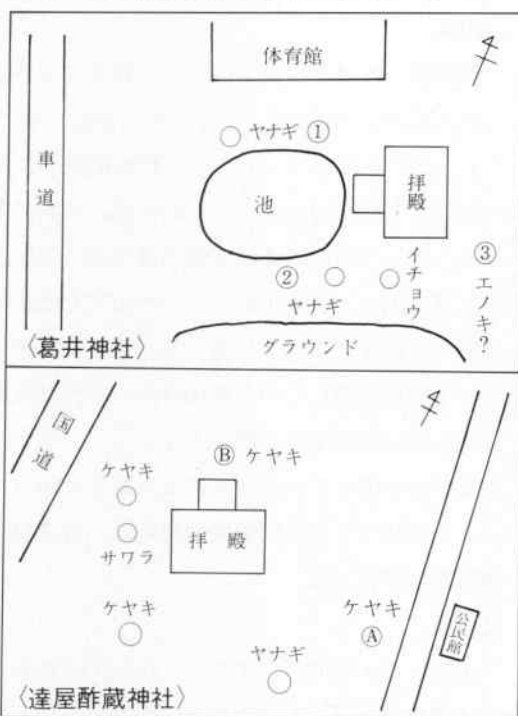 体育館
ヤナギ ①
車道
池
拝殿
②
ヤナギ
イチョウ
③
エノキ?
〈葛井神社〉
グラウンド
国道
Ⓑ ケヤキ
ケヤキ
拝殿
サワラ
ケヤキ
ケヤキ
Ⓐ
公民館
ヤナギ
〈達屋酢蔵神社〉